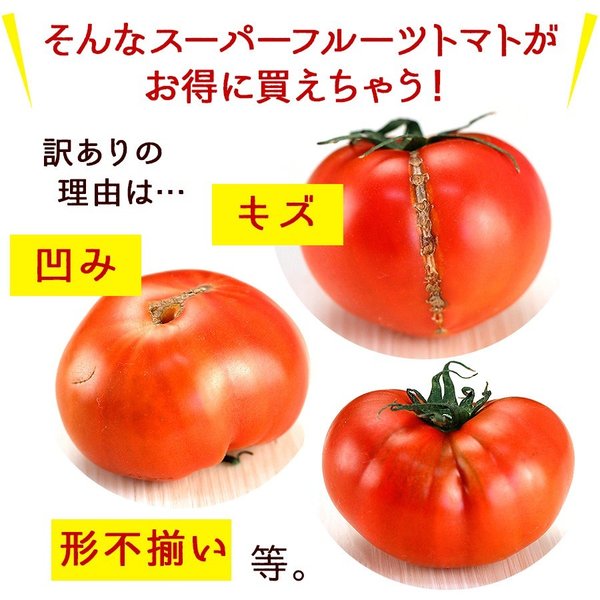 そんなスーパーフルーツトマトが
お得に買えちゃう!
訳ありの
理由は…
キズ
凹み
形不揃い 等。